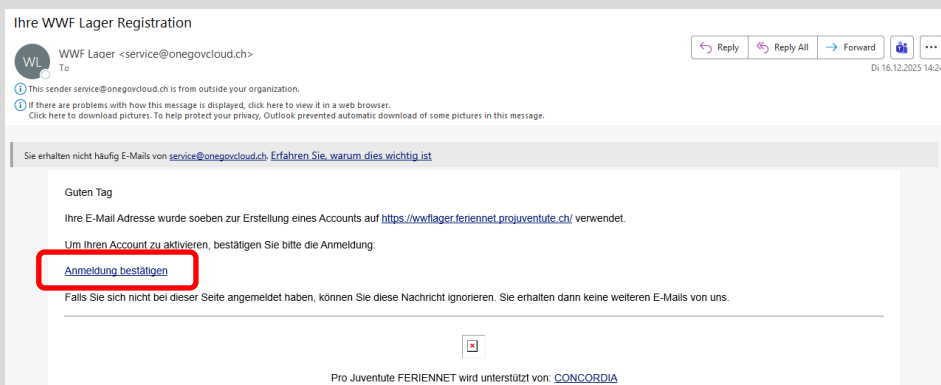 Ihre WWF Lager Registration
WL
WWF Lager <service@onegovcloud.ch>
To
Reply
Reply All
Forward
Di 16.12.2025 14:24
This sender service@onegovcloud.ch is from outside your organization.
If there are problems with how this message is displayed, click here to view it in a web browser.
Click here to download pictures. To help protect your privacy, Outlook prevented automatic download of some pictures in this message.
Sie erhalten nicht häufig E-Mails von service@onegovcloud.ch. Erfahren Sie, warum dies wichtig ist
Guten Tag
Ihre E-Mail Adresse wurde soeben zur Erstellung eines Accounts auf https://wwflager.feriennet.projuventute.ch/ verwendet.
Um Ihren Account zu aktivieren, bestätigen Sie bitte die Anmeldung:
Anmeldung bestätigen
Falls Sie sich nicht bei dieser Seite angemeldet haben, können Sie diese Nachricht ignorieren. Sie erhalten dann keine weiteren E-Mails von uns.
Pro Juventute FERIENNET wird unterstützt von: CONCORDIA